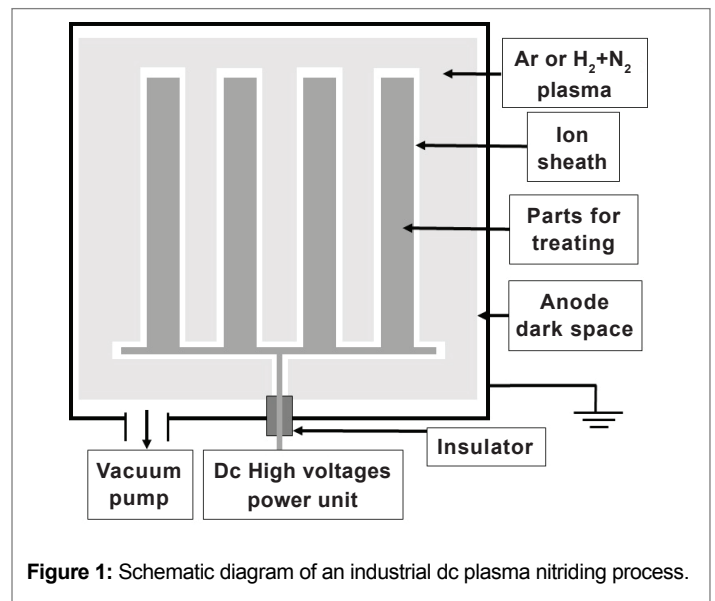 Ar or H₂+N₂
plasma
Ion
sheath
Parts for
treating
Anode
dark space
Insulator
Vacuum
pump
Dc High voltages
power unit
Figure 1: Schematic diagram of an industrial dc plasma nitriding process.